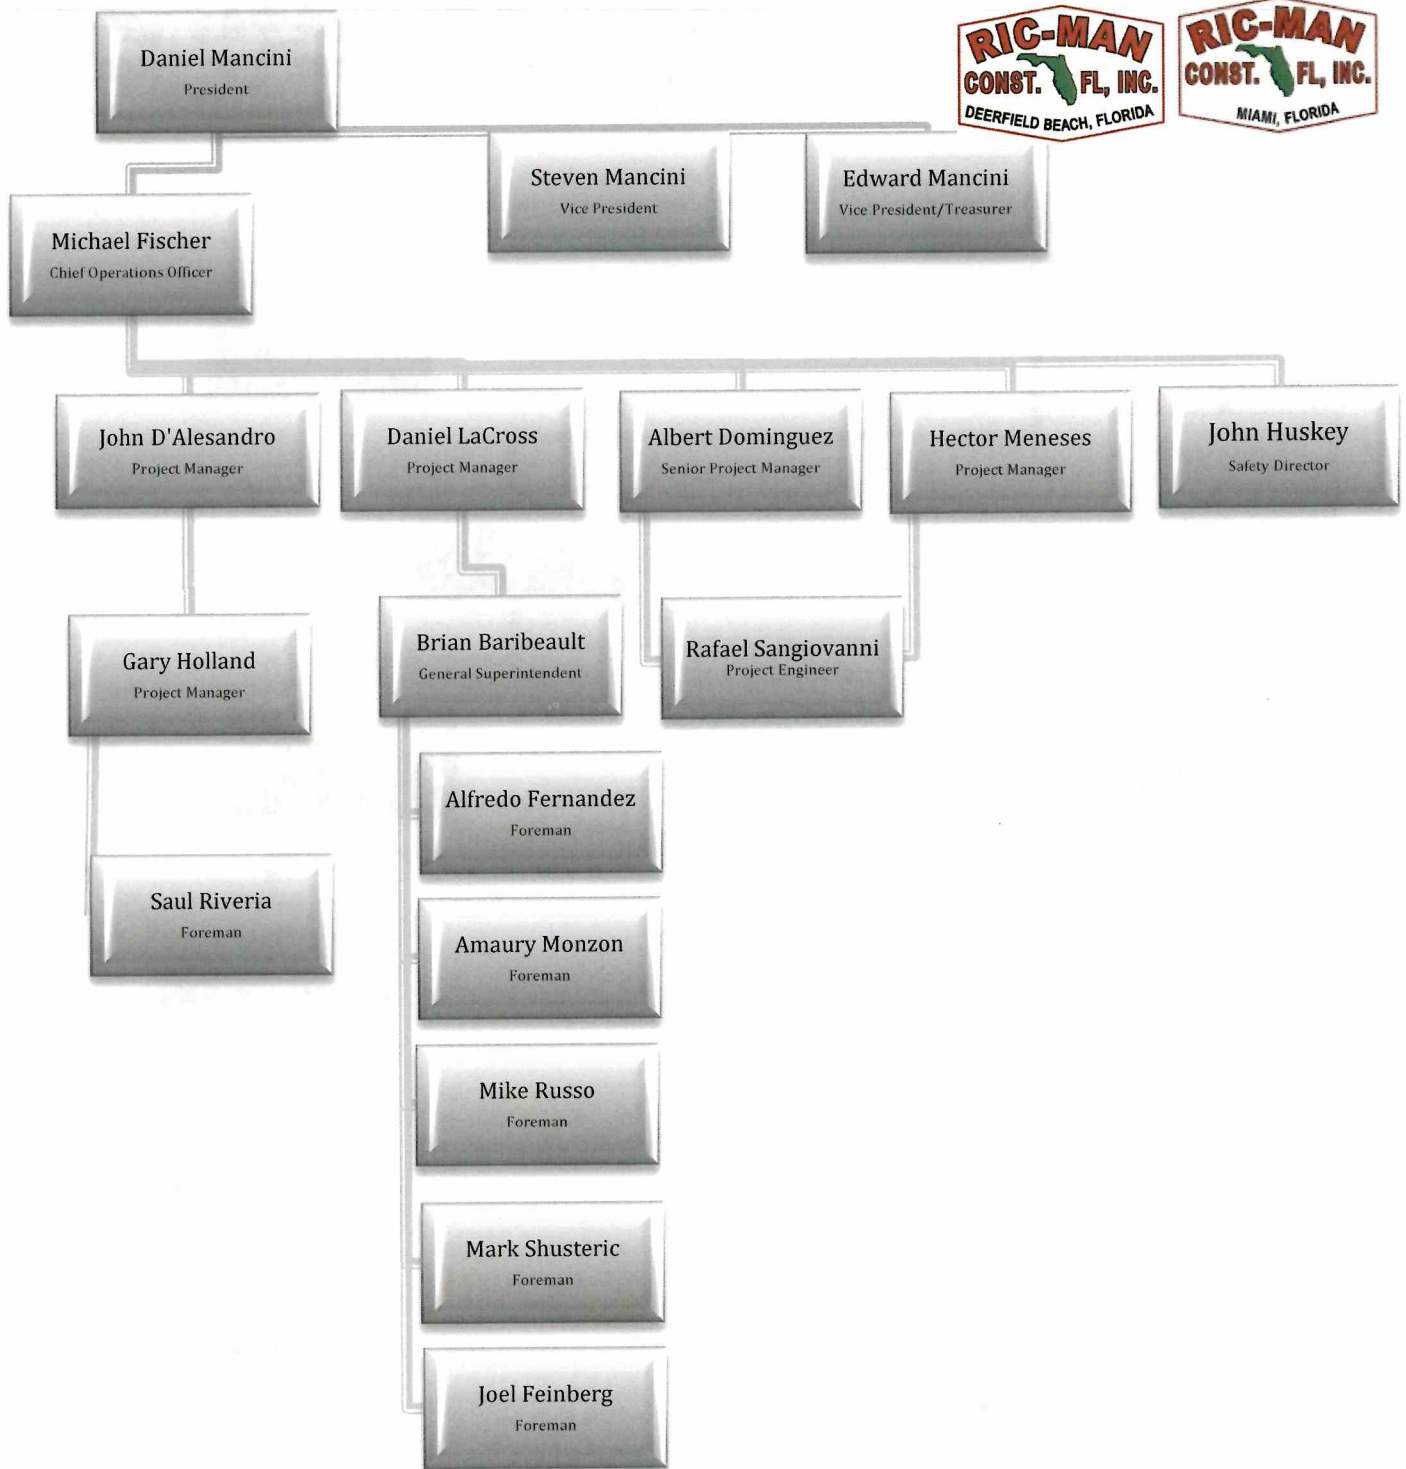 Daniel Mancini
President
RIC-MAN
CONST. FL, INC.
DEERFIELD BEACH, FLORIDA
RIC-MAN
CONST. FL, INC.
MIAMI, FLORIDA
Steven Mancini
Vice President
Edward Mancini
Vice President/Treasurer
Michael Fischer
Chief Operations Officer
John D'Alesandro
Project Manager
Daniel LaCross
Project Manager
Albert Dominguez
Senior Project Manager
Hector Meneses
Project Manager
John Huskey
Safety Director
Gary Holland
Project Manager
Brian Baribeault
General Superintendent
Rafael Sangiovanni
Project Engineer
Alfredo Fernandez
Foreman
Saul Riveria
Foreman
Amaury Monzon
Foreman
Mike Russo
Foreman
Mark Shusteric
Foreman
Joel Feinberg
Foreman